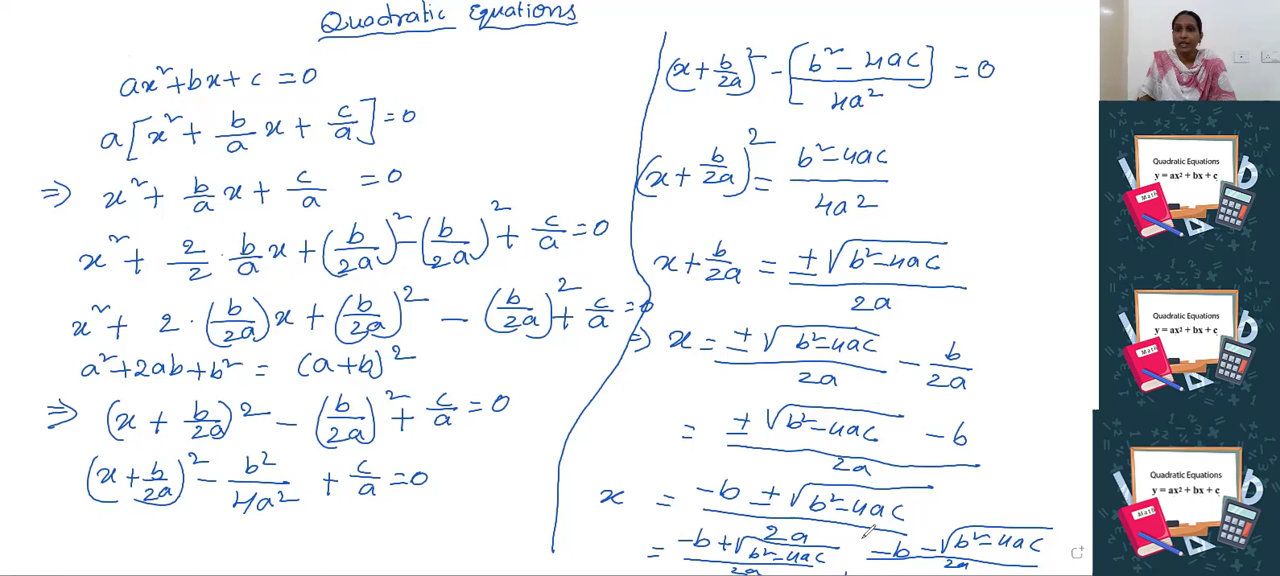 Quadratic Equations
ax²+bx+c=0
a[x²+ b/a x + c/a]=0
⇒ x²+ b/a x + c/a =0
x²+ 2/2 · b/a x + (b/2a)² - (b/2a)² + c/a =0
x²+ 2·(b/2a)x + (b/2a)² - (b/2a)² + c/a =0
a²+2ab+b² = (a+b)²
⇒ (x + b/2a)² - (b/2a)² + c/a =0
(x+ b/2a)² - b²/4a² + c/a =0
(x+ b/2a)² - [b²-4ac/4a²] =0
(x+ b/2a)² = b²-4ac/4a²
x+ b/2a = ±√b²-4ac/2a
⇒ x= ±√b²-4ac/2a - b/2a
= ±√b²-4ac -b/2a
x = -b ±√b²-4ac/2a
= -b+√b²-4ac/2a , -b-√b²-4ac/2a
Quadratic Equations
y = ax² + bx + c
Math
Quadratic Equations
y = ax² + bx + c
Math
Quadratic Equations
y = ax² + bx + c
Math